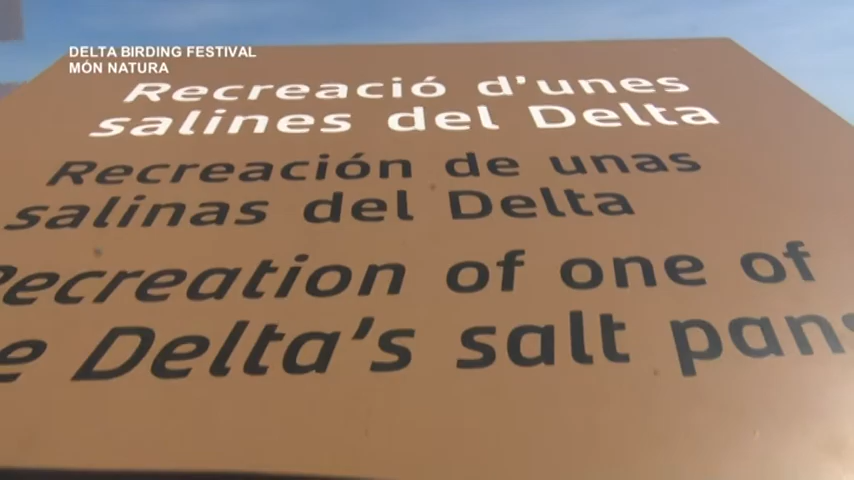 DELTA BIRDING FESTIVAL
MÓN NATURA
Recreació d'unes
salines del Delta
Recreación de unas
salinas del Delta
Recreation of one of
Delta's salt pans